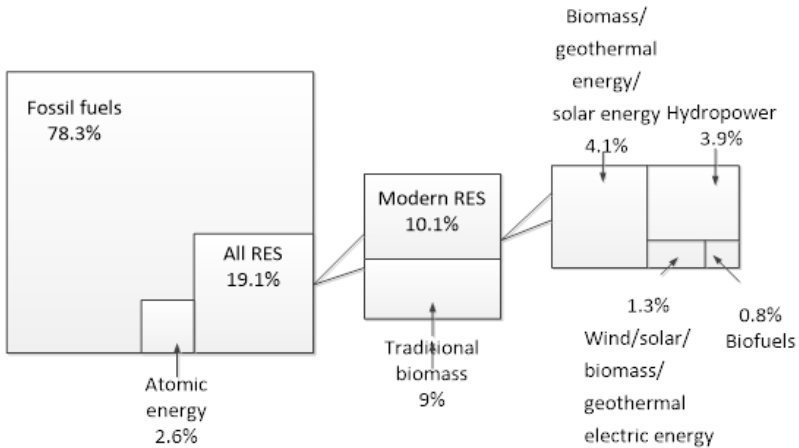 Fossil fuels
78.3%
All RES
19.1%
Atomic
energy
2.6%
Modern RES
10.1%
Traditional
biomass
9%
Biomass/
geothermal
energy/
solar energy
4.1%
Hydropower
3.9%
1.3%
Wind/solar/
biomass/
geothermal
electric energy
0.8%
Biofuels